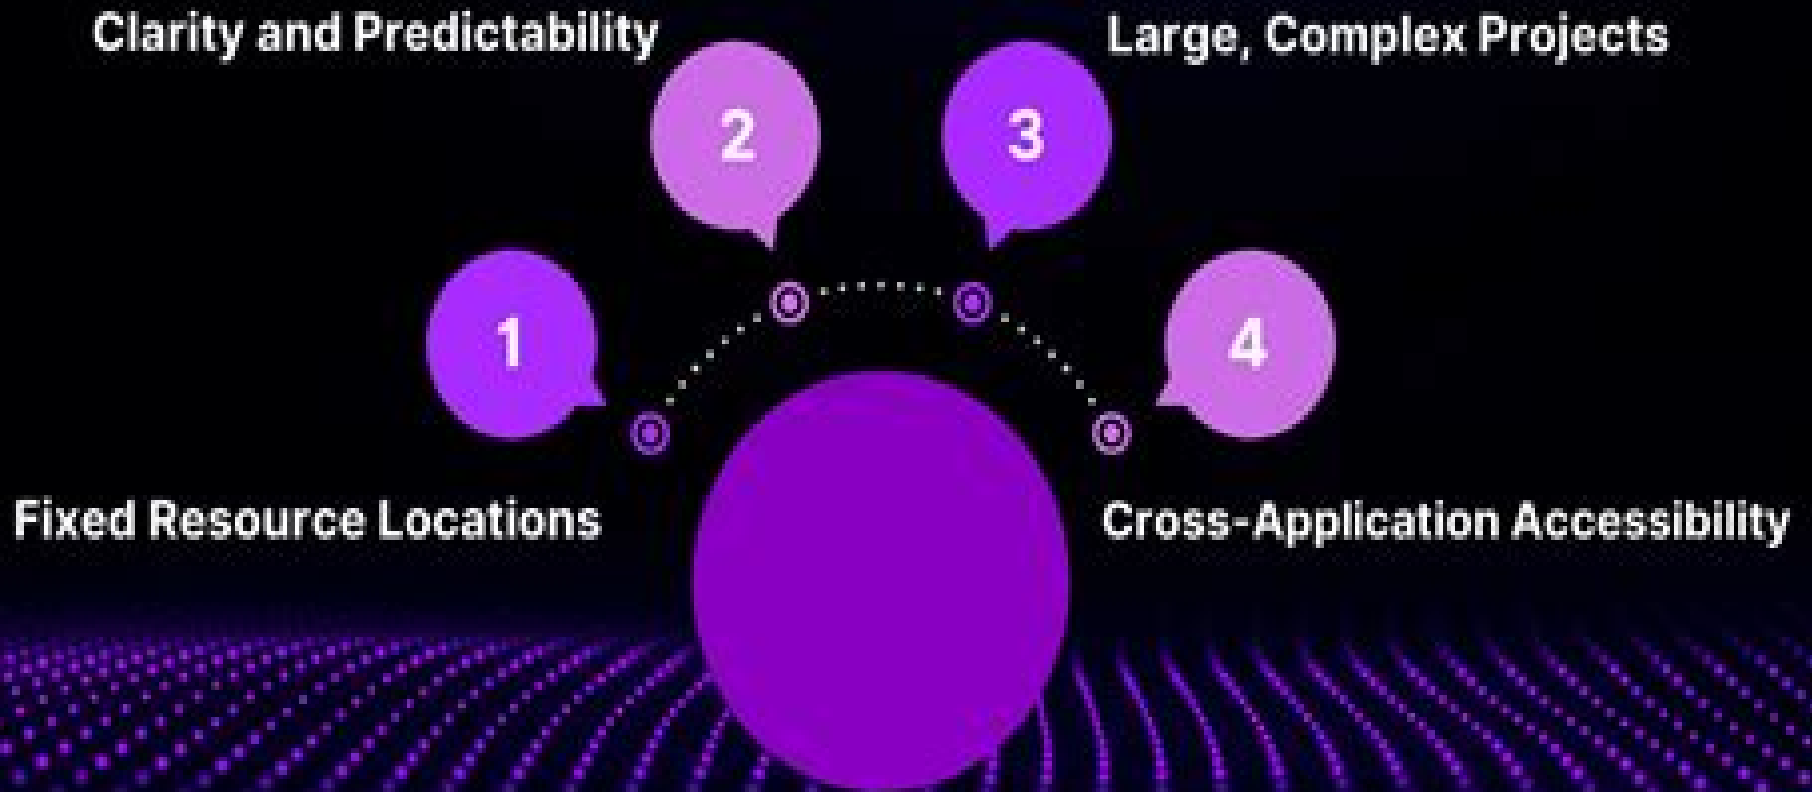 Clarity and Predictability
Large, Complex Projects
2
3
1
4
Fixed Resource Locations
Cross-Application Accessibility